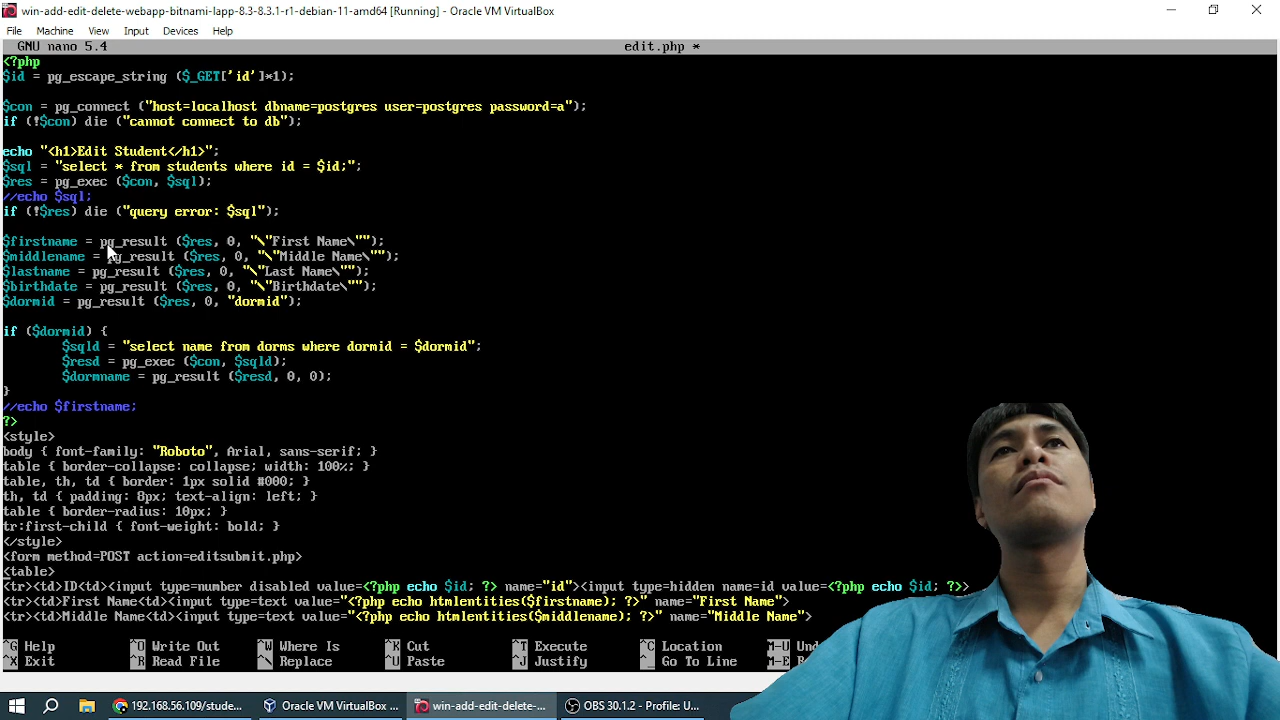 win-add-edit-delete-webapp-bitnami-lapp-8.3-8.3.1-r1-debian-11-amd64 [Running] - Oracle VM VirtualBox
File Machine View Input Devices Help
GNU nano 5.4 edit.php *
<?php
$id = pg_escape_string ($_GET['id']*1);
$con = pg_connect ("host=localhost dbname=postgres user=postgres password=a");
if (!$con) die ("cannot connect to db");
echo "<h1>Edit Student</h1>";
$sql = "select * from students where id = $id;";
$res = pg_exec ($con, $sql);
//echo $sql;
if (!$res) die ("query error: $sql");
$firstname = pg_result ($res, 0, "\"First Name\"");
$middlename = pg_result ($res, 0, "\"Middle Name\"");
$lastname = pg_result ($res, 0, "\"Last Name\"");
$birthdate = pg_result ($res, 0, "\"Birthdate\"");
$dormid = pg_result ($res, 0, "dormid");
if ($dormid) {
$sqld = "select name from dorms where dormid = $dormid";
$resd = pg_exec ($con, $sqld);
$dormname = pg_result ($resd, 0, 0);
}
//echo $firstname;
?>
<style>
body { font-family: "Roboto", Arial, sans-serif; }
table { border-collapse: collapse; width: 100%; }
table, th, td { border: 1px solid #000; }
th, td { padding: 8px; text-align: left; }
table { border-radius: 10px; }
tr:first-child { font-weight: bold; }
</style>
<form method=POST action=editsubmit.php>
<table>
<tr><td>ID<td><input type=number disabled value=<?php echo $id; ?> name="id"><input type=hidden name=id value=<?php echo $id; ?>>
<tr><td>First Name<td><input type=text value="<?php echo htmlentities($firstname); ?>" name="First Name">
<tr><td>Middle Name<td><input type=text value="<?php echo htmlentities($middlename); ?>" name="Middle Name">
^G Help ^O Write Out ^W Where Is ^K Cut ^T Execute ^C Location M-U
^X Exit ^R Read File ^\ Replace ^U Paste ^J Justify ^_ Go To Line M-E
192.168.56.109/stude... Oracle VM VirtualBox ... win-add-edit-delete-... OBS 30.1.2 - Profile: U...